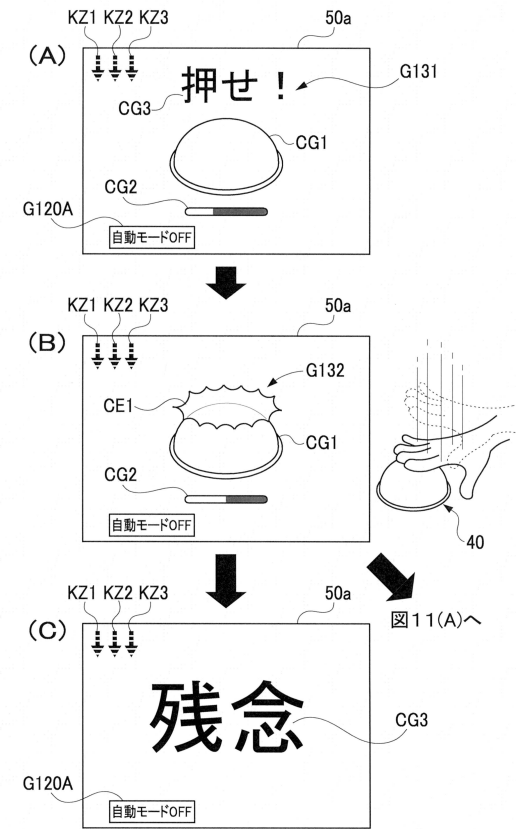 KZ1 KZ2 KZ3
50a
(A)
押せ！
G131
CG3
CG1
CG2
G120A
自動モードOFF
KZ1 KZ2 KZ3
50a
(B)
G132
CE1
CG1
CG2
自動モードOFF
40
図11(A)へ
KZ1 KZ2 KZ3
50a
(C)
残念
CG3
G120A
自動モードOFF